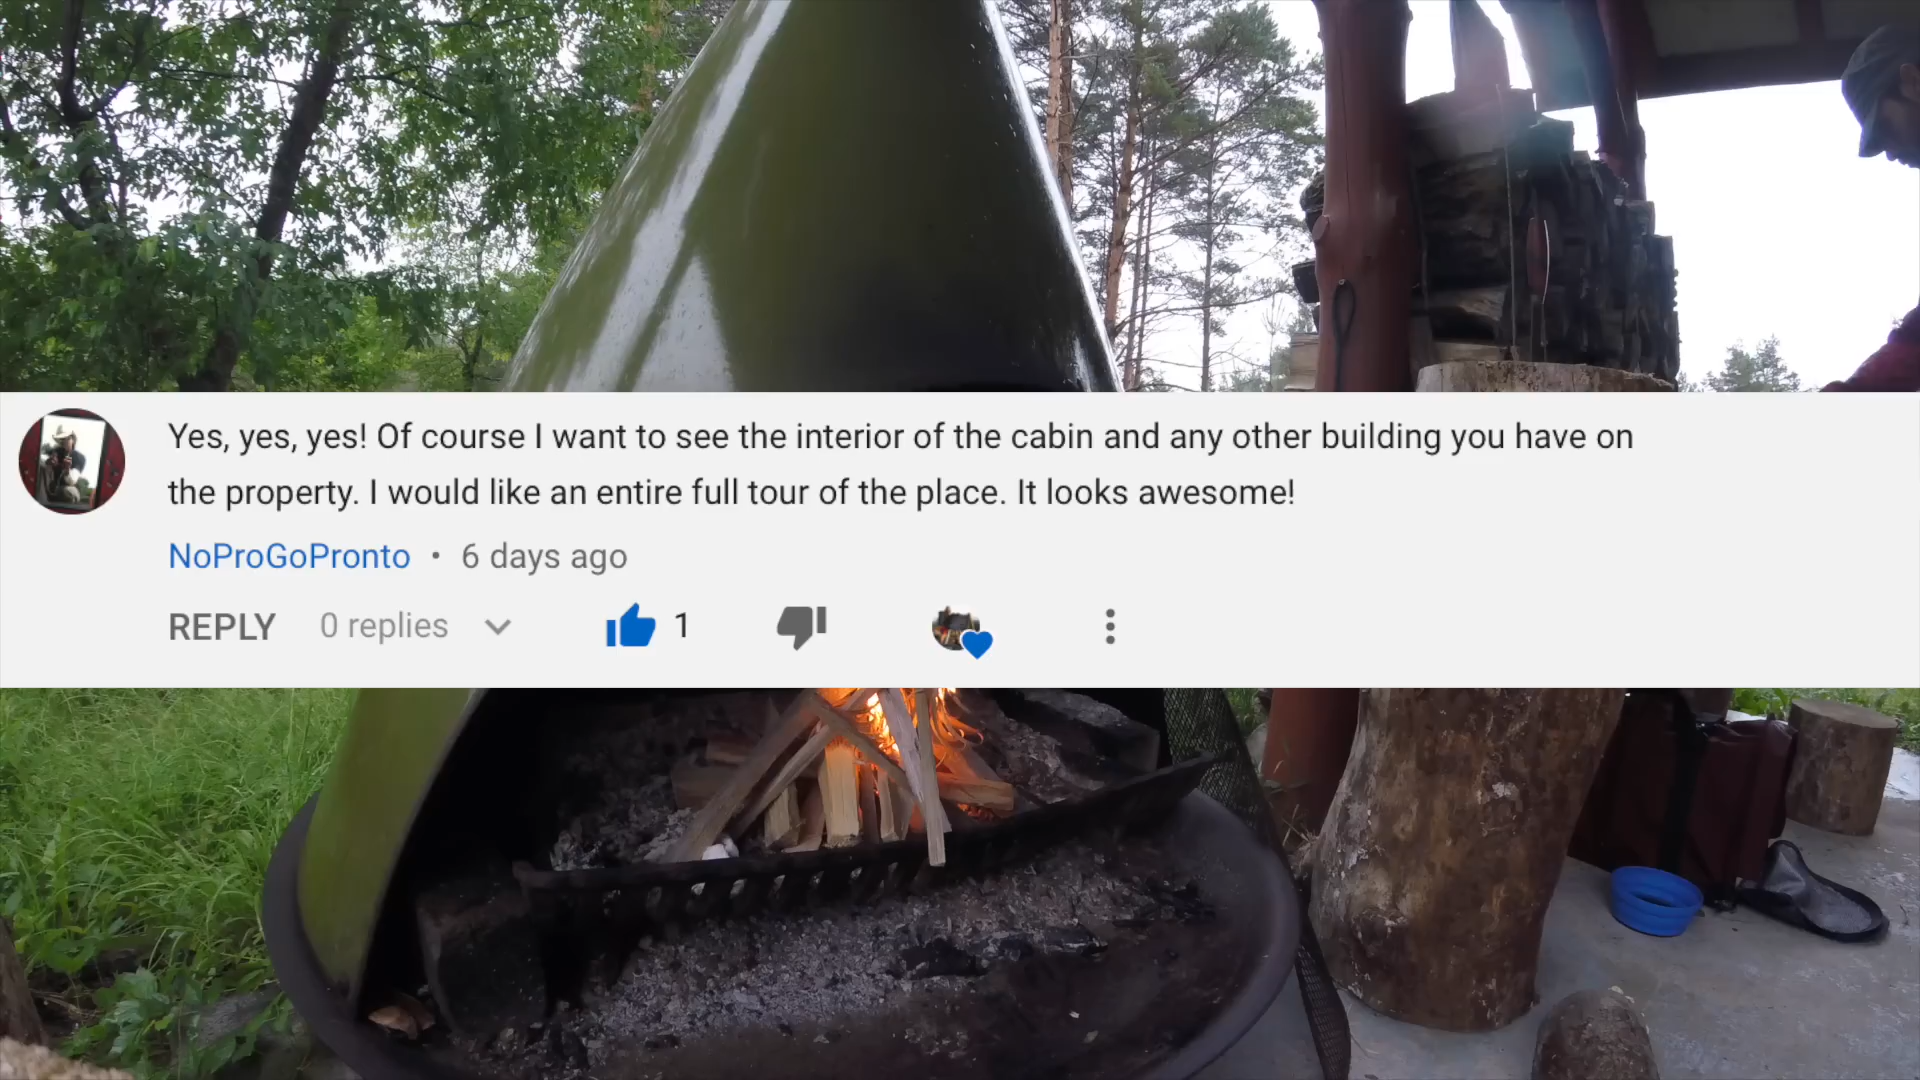 Yes, yes, yes! Of course I want to see the interior of the cabin and any other building you have on
the property. I would like an entire full tour of the place. It looks awesome!
NoProGoPronto • 6 days ago
REPLY 0 replies 1